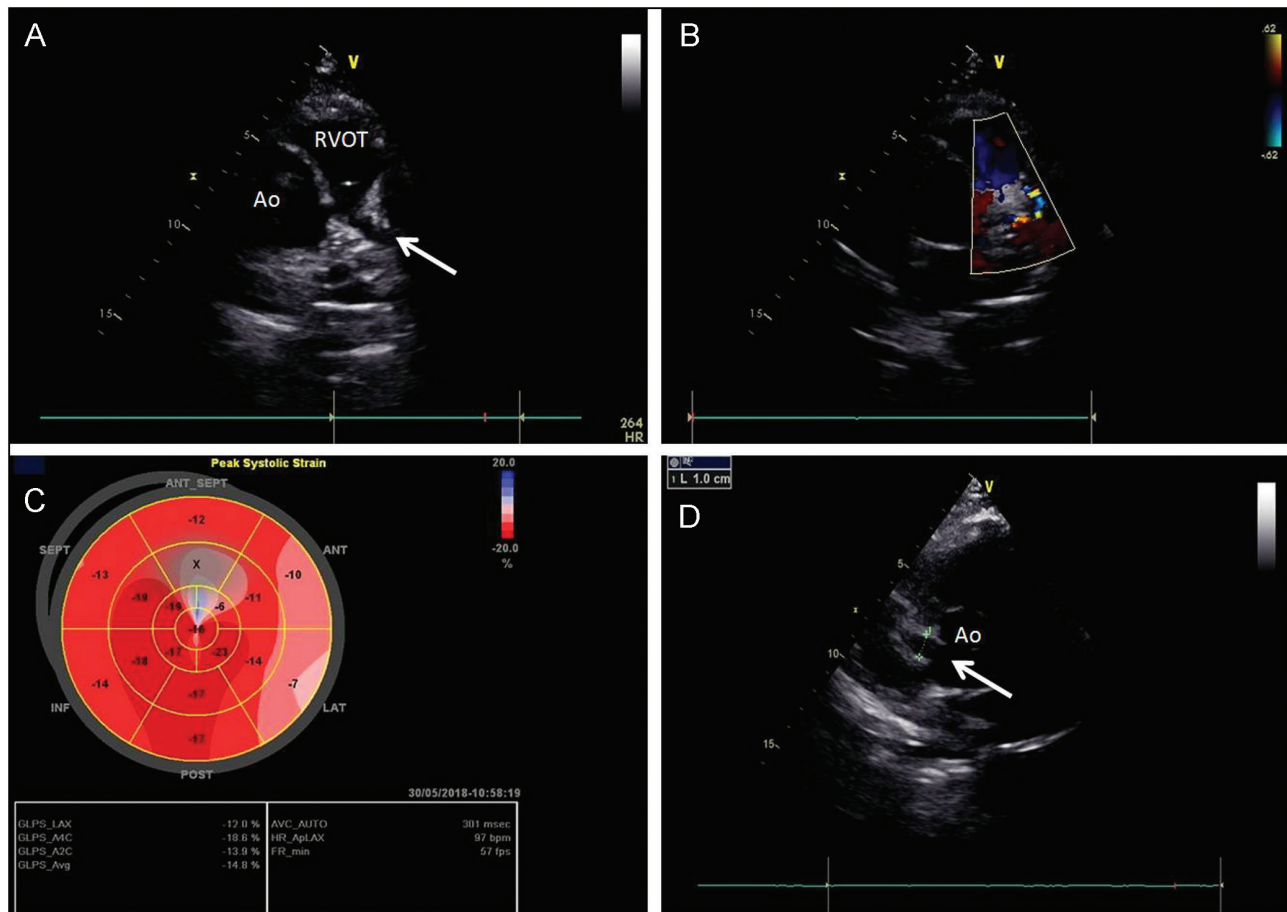 A
V
5
RVOT
Ao
10
15
264
HR
B
V
.62
-.62
5
10
15
C
Peak Systolic Strain
20.0
-20.0
%
ANT_SEPT
SEPT
ANT
INF
LAT
POST
-12
-13
X
-10
-19
-19
-6
-11
-16
-18
-17
-23
-14
-14
-17
-7
-17
30/05/2018-10:58:19
GLPS_LAX -12.0 %
GLPS_A4C -18.6 %
GLPS_A2C -13.9 %
GLPS_Avg -14.8 %
AVC_AUTO 301 msec
HR_ApLAX 97 bpm
FR_min 57 fps
D
1 L 1.0 cm
V
5
Ao
10
15